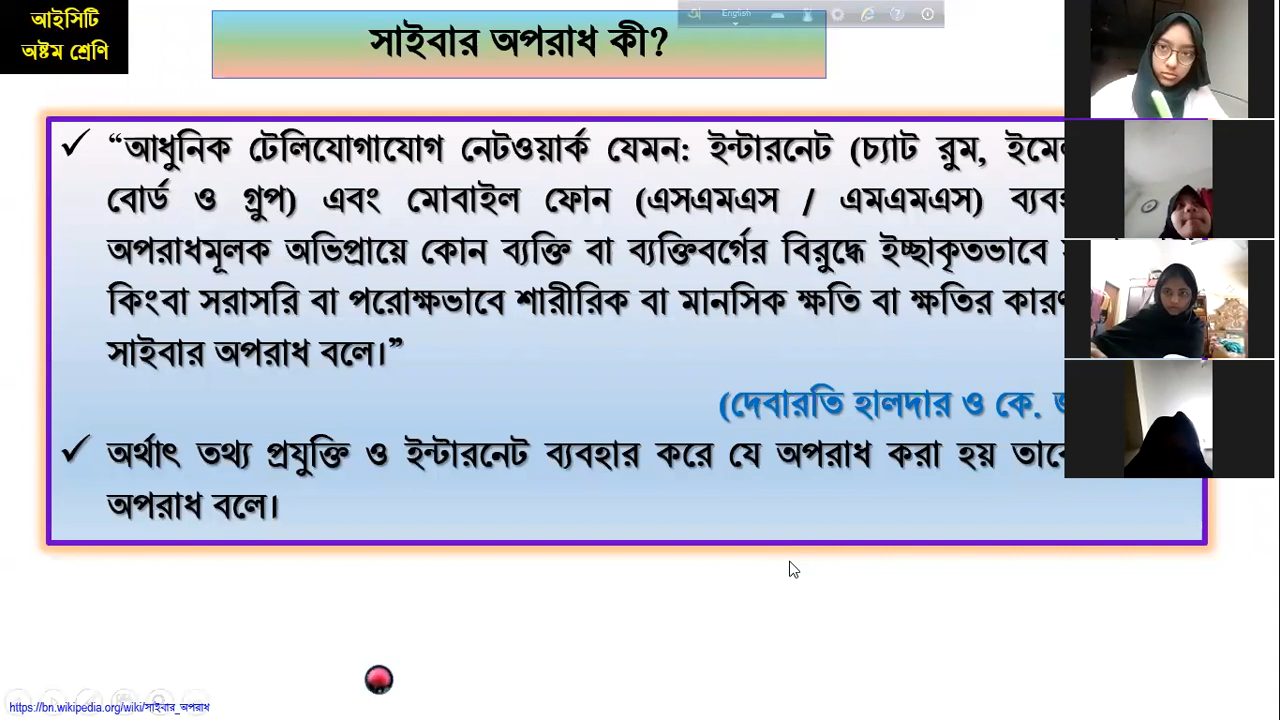 আইসিটি
অষ্টম শ্রেণি
সাইবার অপরাধ কী?
English
✓ “আধুনিক টেলিযোগাযোগ নেটওয়ার্ক যেমন: ইন্টারনেট (চ্যাট রুম,
বোর্ড ও গ্রুপ) এবং মোবাইল ফোন (এসএমএস / এমএমএস)
অপরাধমূলক অভিপ্রায়ে কোন ব্যক্তি বা ব্যক্তিবর্গের বিরুদ্ধে ইচ্ছাকৃতভাবে
কিংবা সরাসরি বা পরোক্ষভাবে শারীরিক বা মানসিক ক্ষতি বা ক্ষতির কারণ
সাইবার অপরাধ বলে।”
(দেবারতি হালদার ও কে.
✓ অর্থাৎ তথ্য প্রযুক্তি ও ইন্টারনেট ব্যবহার করে যে অপরাধ করা হয়
অপরাধ বলে।
https://bn.wikipedia.org/wiki/সাইবার_অপরাধ